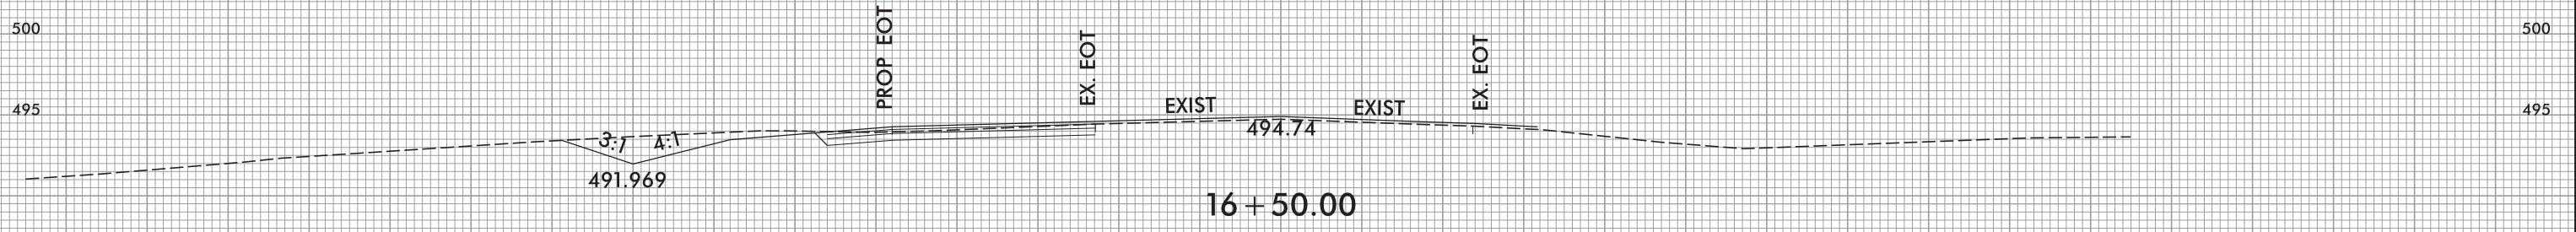 500
PROP EOT
EX. EOT
EX. EOT
500
495
EXIST
EXIST
495
3:1
4:1
494.74
491.969
16+50.00